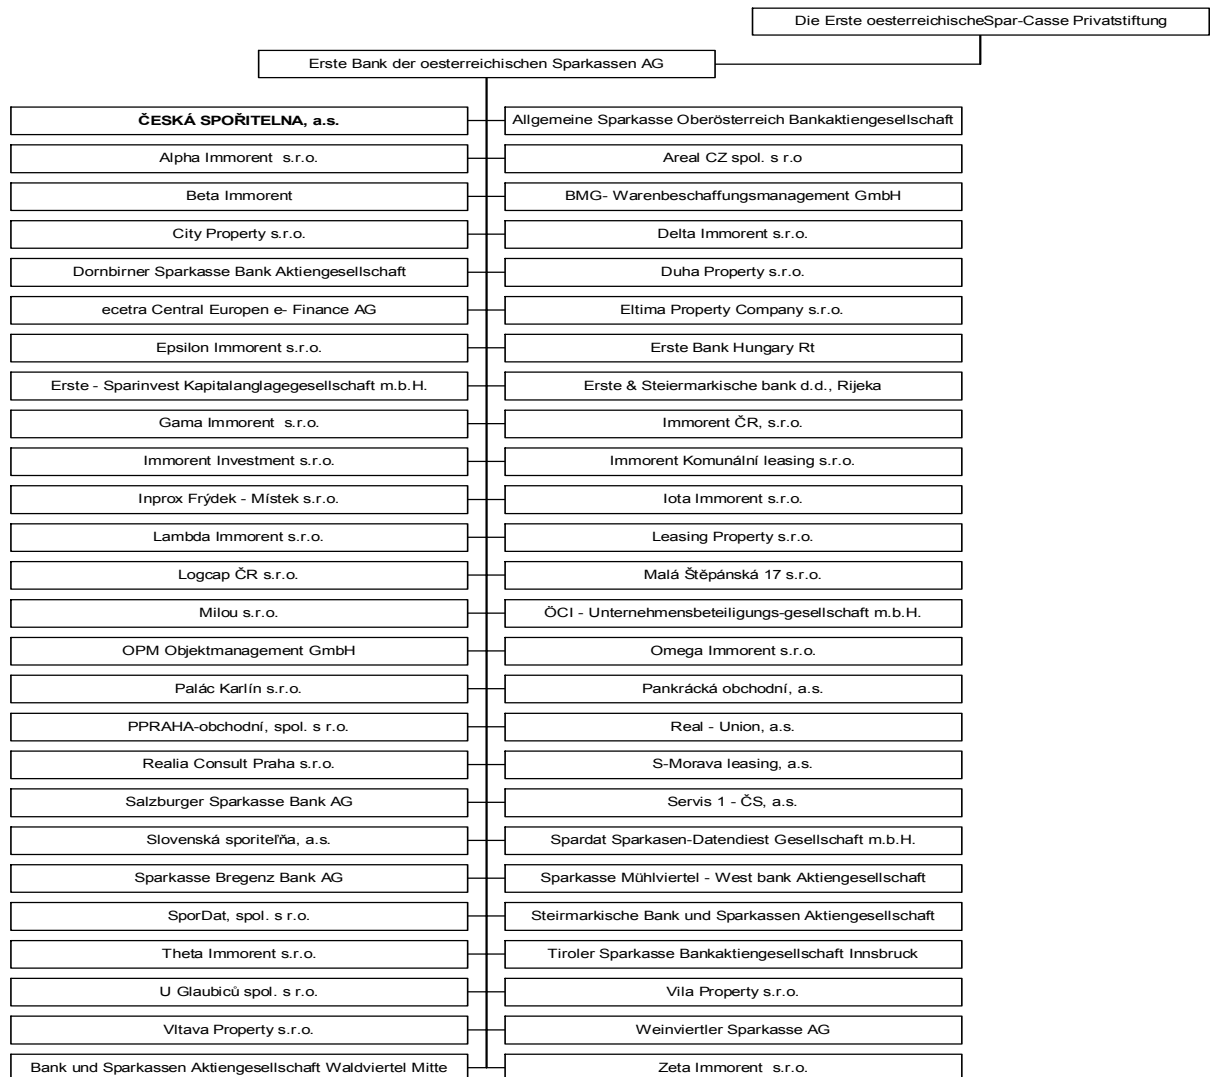 Die Erste oesterreichischeSpar-Casse Privatstiftung
Erste Bank der oesterreichischen Sparkassen AG
ČESKÁ SPOŘITELNA, a.s.
Allgemeine Sparkasse Oberösterreich Bankaktiengesellschaft
Alpha Immorent s.r.o.
Areal CZ spol. s r.o
Beta Immorent
BMG- Warenbeschaffungsmanagement GmbH
City Property s.r.o.
Delta Immorent s.r.o.
Dornbirner Sparkasse Bank Aktiengesellschaft
Duha Property s.r.o.
ecetra Central Europen e- Finance AG
Eltima Property Company s.r.o.
Epsilon Immorent s.r.o.
Erste Bank Hungary Rt
Erste - Sparinvest Kapitalanglagegesellschaft m.b.H.
Erste & Steiermarkische bank d.d., Rijeka
Gama Immorent s.r.o.
Immorent ČR, s.r.o.
Immorent Investment s.r.o.
Immorent Komunální leasing s.r.o.
Inprox Frýdek - Místek s.r.o.
Iota Immorent s.r.o.
Lambda Immorent s.r.o.
Leasing Property s.r.o.
Logcap ČR s.r.o.
Malá Štěpánská 17 s.r.o.
Milou s.r.o.
ÖCI - Unternehmensbeteiligungs-gesellschaft m.b.H.
OPM Objektmanagement GmbH
Omega Immorent s.r.o.
Palác Karlín s.r.o.
Pankrácká obchodní, a.s.
PPRAHA-obchodní, spol. s r.o.
Real - Union, a.s.
Realia Consult Praha s.r.o.
S-Morava leasing, a.s.
Salzburger Sparkasse Bank AG
Servis 1 - ČS, a.s.
Slovenská sporiteľňa, a.s.
Spardat Sparkasen-Datendiest Gesellschaft m.b.H.
Sparkasse Bregenz Bank AG
Sparkasse Mühlviertel - West bank Aktiengesellschaft
SporDat, spol. s r.o.
Steirmarkische Bank und Sparkassen Aktiengesellschaft
Theta Immorent s.r.o.
Tiroler Sparkasse Bankaktiengesellschaft Innsbruck
U Glaubiců spol. s r.o.
Vila Property s.r.o.
Vltava Property s.r.o.
Weinviertler Sparkasse AG
Bank und Sparkassen Aktiengesellschaft Waldviertel Mitte
Zeta Immorent s.r.o.